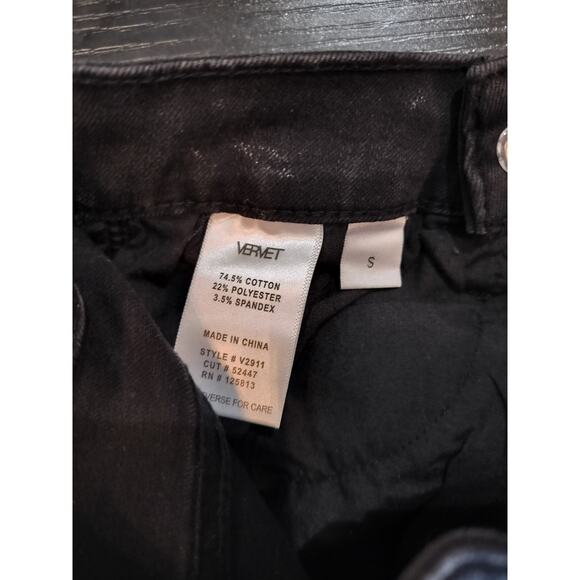 VERVET
74.5% COTTON
22% POLYESTER
3.5% SPANDEX
MADE IN CHINA
STYLE # V2911
CUT # 52447
RN # 125813
FOR CARE
S